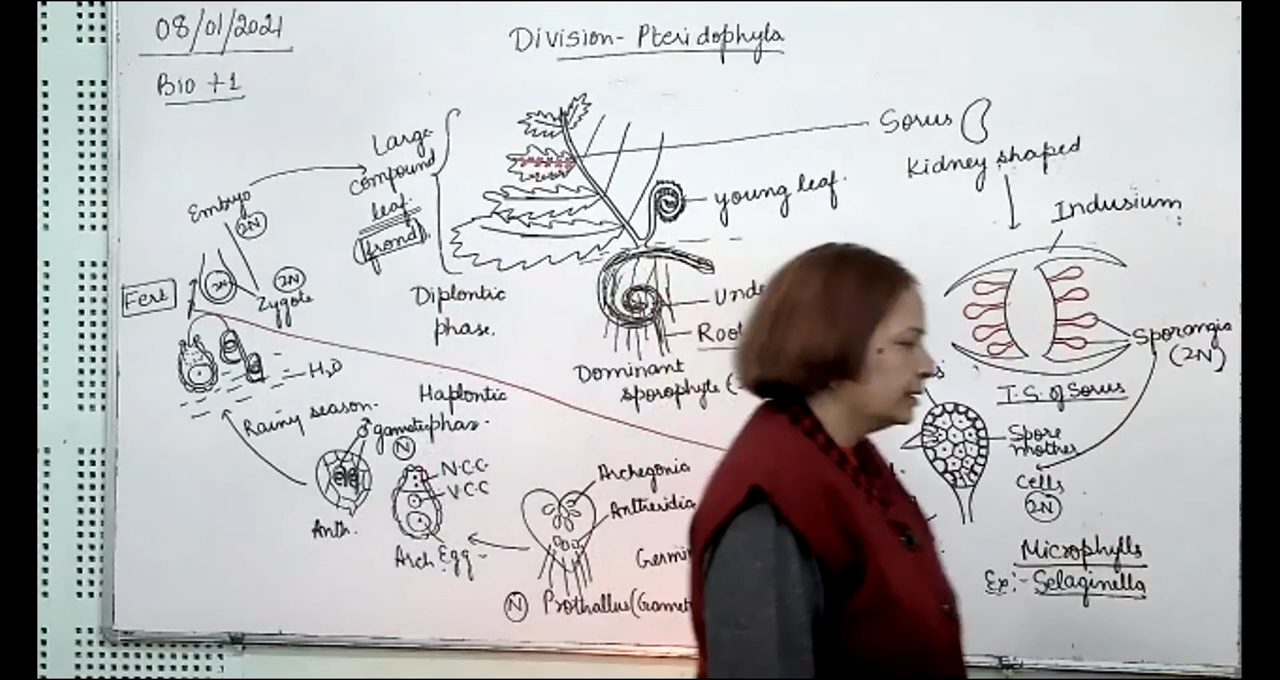 08/01/2021
Bio +1
Division- Pteridophyta
Large
compound
leaf.
frond
Sorus
Kidney shaped
young leaf.
Indusium
Embryo
2N
Fert
2N
2N
Zygote
Diplontic
phase.
Unde
Root
Dominant
sporophyte (
Sporangia
(2N)
T.S. of Sorus
H2O
Rainy season.
Haplontic
phas-
♂ gamete
N
N.C.C.
V.C.C
Anth.
Arch
Egg-
Archegonia
Antheridia
Germi
N Prothallus (Gamet
Spore
mother
Cells
2N
Microphylls
Ex:- Selaginella